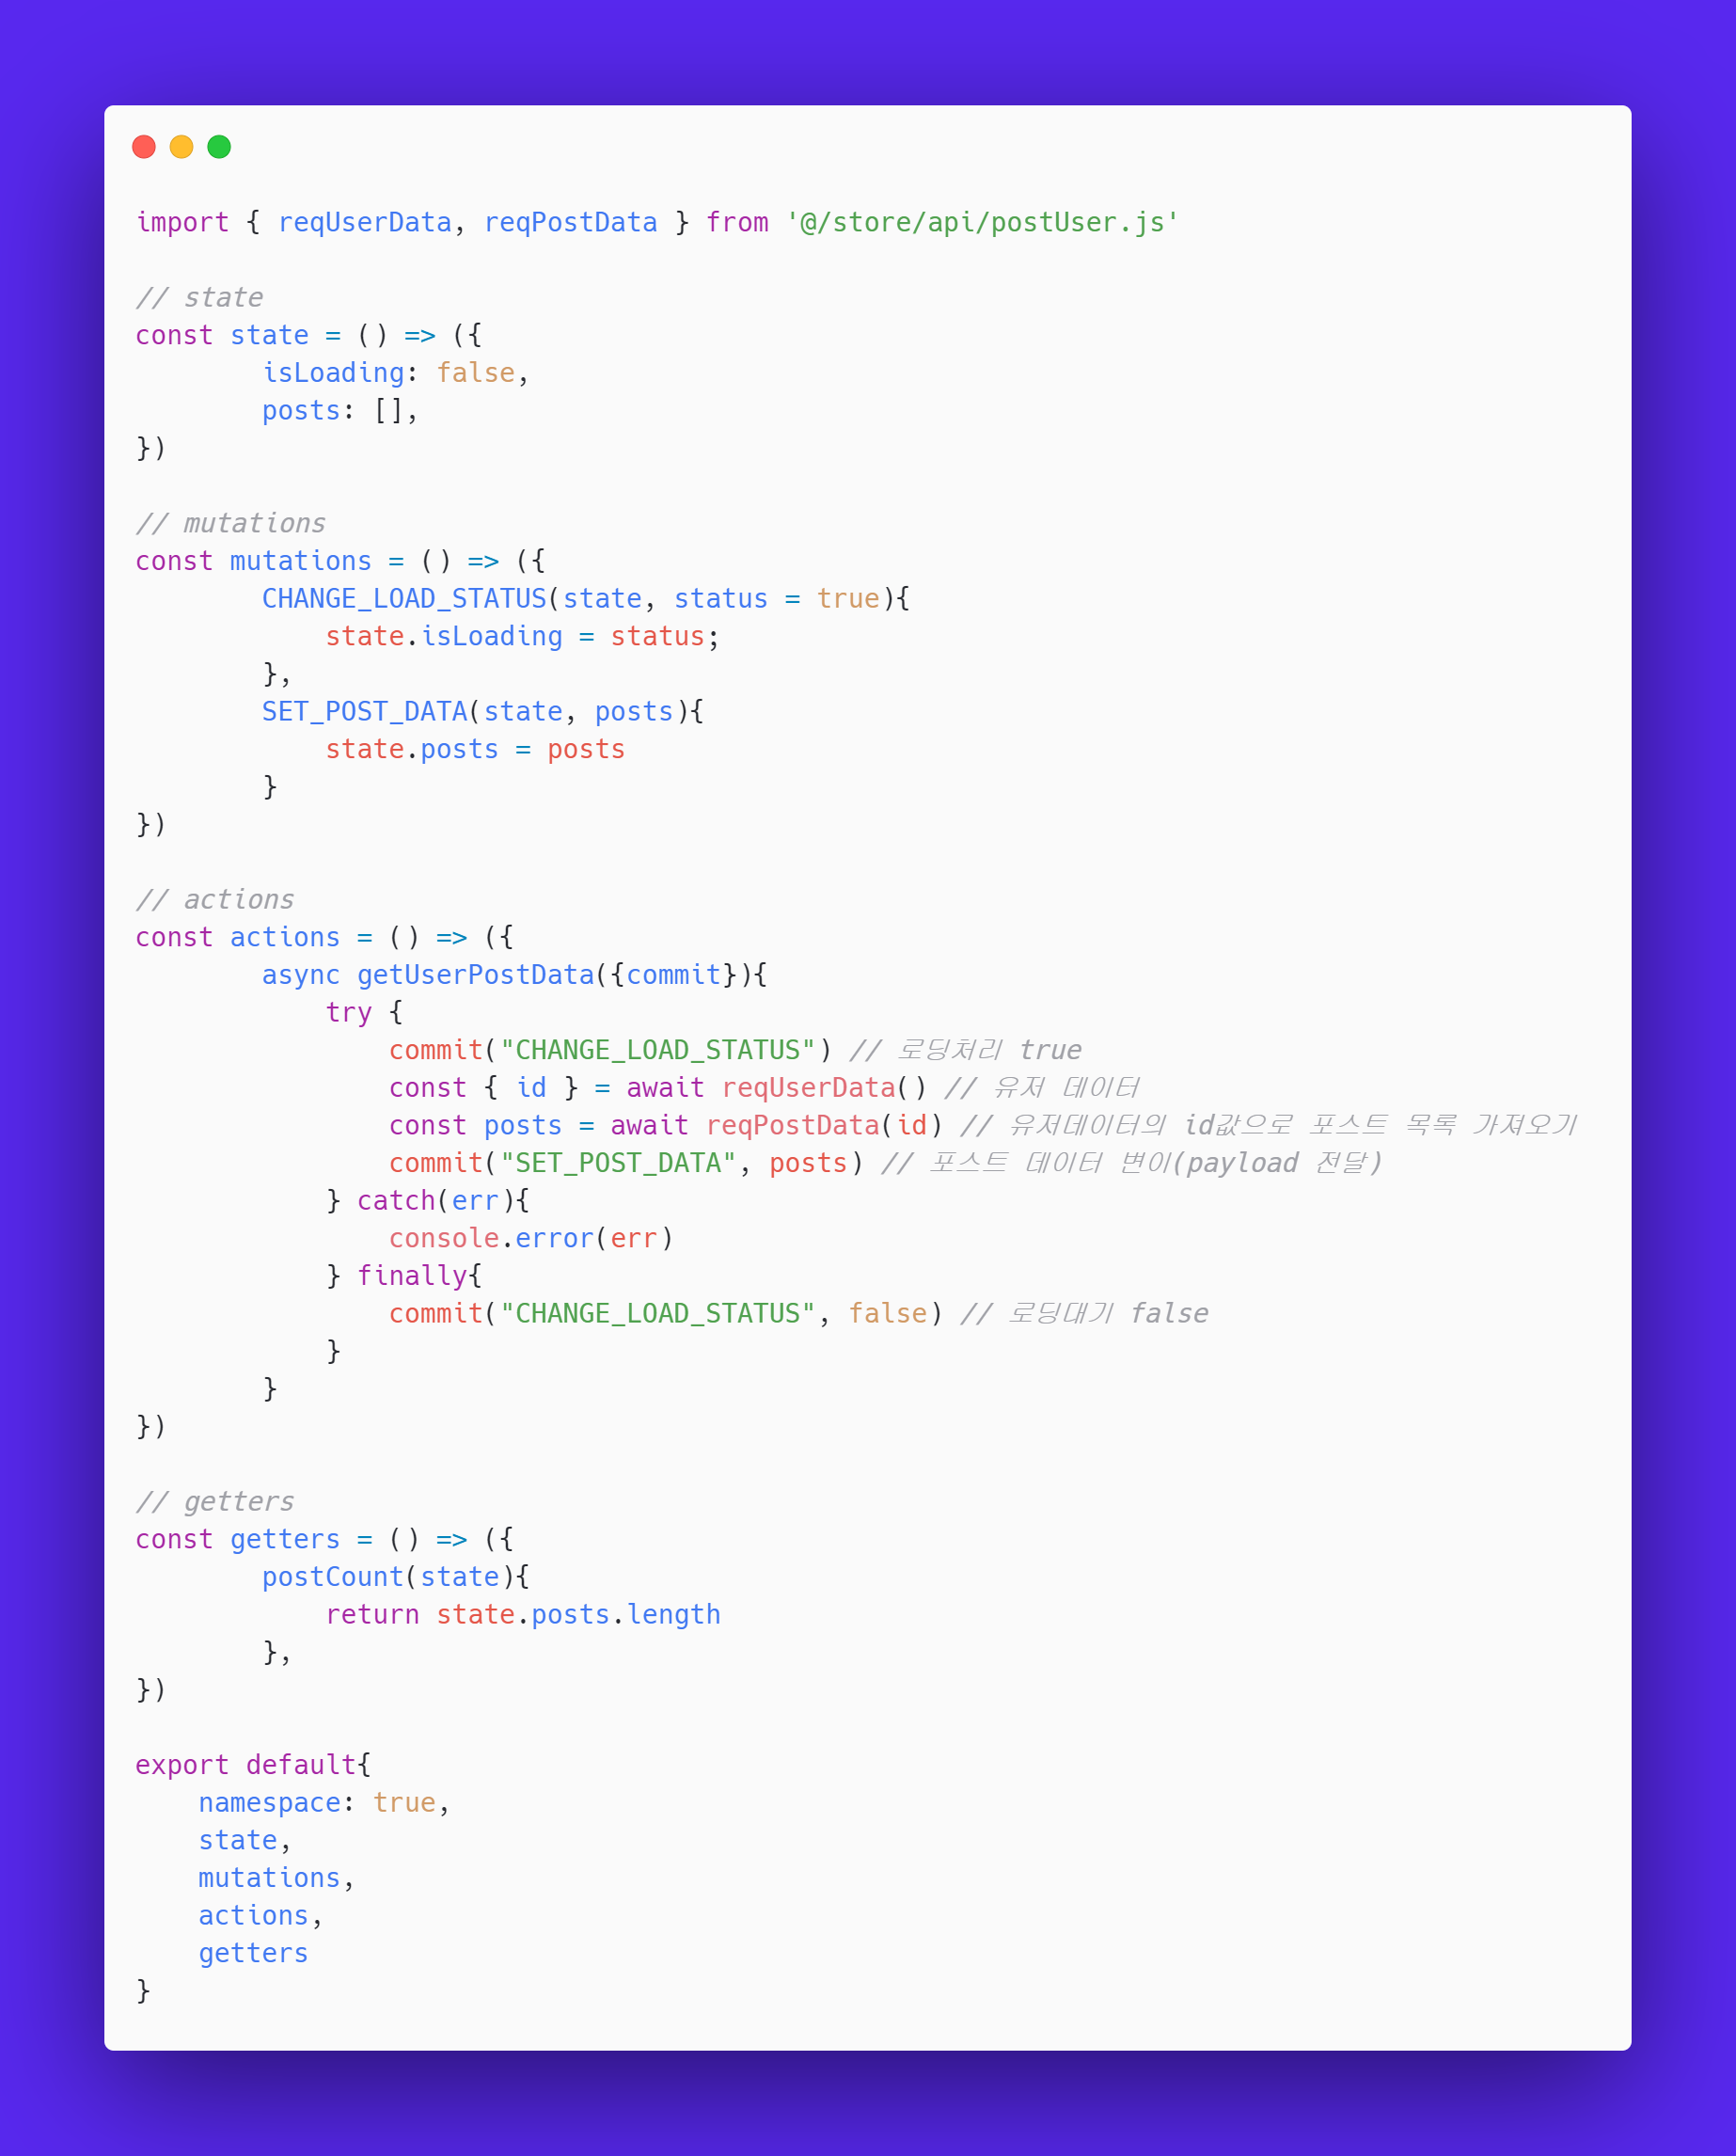 import { reqUserData, reqPostData } from '@/store/api/postUser.js'

// state
const state = () => ({
        isLoading: false,
        posts: [],
})

// mutations
const mutations = () => ({
        CHANGE_LOAD_STATUS(state, status = true){
            state.isLoading = status;
        },
        SET_POST_DATA(state, posts){
            state.posts = posts
        }
})

// actions
const actions = () => ({
        async getUserPostData({commit}){
            try {
                commit("CHANGE_LOAD_STATUS") // 로딩처리 true
                const { id } = await reqUserData() // 유저 데이터
                const posts = await reqPostData(id) // 유저데이터의 id값으로 포스트 목록 가져오기
                commit("SET_POST_DATA", posts) // 포스트 데이터 변이(payload 전달)
            } catch(err){
                console.error(err)
            } finally{
                commit("CHANGE_LOAD_STATUS", false) // 로딩대기 false
            }
        }
})

// getters
const getters = () => ({
        postCount(state){
            return state.posts.length
        },
})

export default{
    namespace: true,
    state,
    mutations,
    actions,
    getters
}